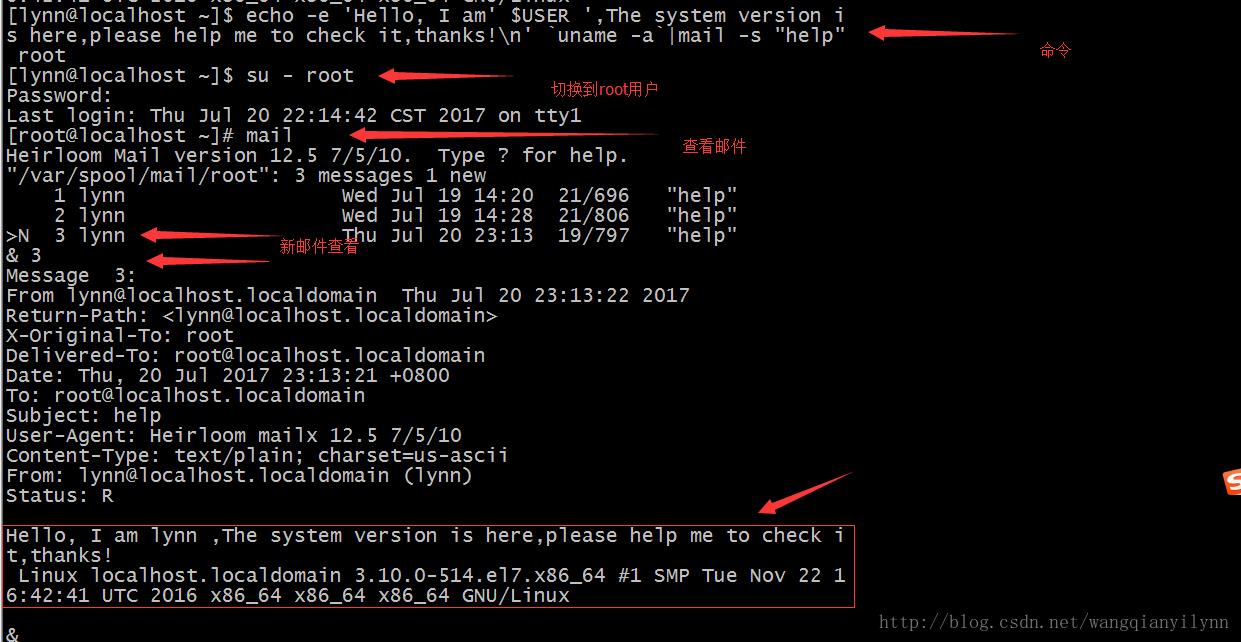 [lynn@localhost ~]$ echo -e 'Hello, I am' $USER ',The system version i
s here,please help me to check it,thanks!\n' `uname -a`|mail -s "help"
root
命令
[lynn@localhost ~]$ su - root
切换到root用户
Password:
Last login: Thu Jul 20 22:14:42 CST 2017 on tty1
[root@localhost ~]# mail
查看邮件
Heirloom Mail version 12.5 7/5/10.  Type ? for help.
"/var/spool/mail/root": 3 messages 1 new
1 lynn                  Wed Jul 19 14:20  21/696   "help"
2 lynn                  Wed Jul 19 14:28  21/806   "help"
>N  3 lynn                  Thu Jul 20 23:13  19/797   "help"
新邮件查看
& 3
Message  3:
From lynn@localhost.localdomain  Thu Jul 20 23:13:22 2017
Return-Path: <lynn@localhost.localdomain>
X-Original-To: root
Delivered-To: root@localhost.localdomain
Date: Thu, 20 Jul 2017 23:13:21 +0800
To: root@localhost.localdomain
Subject: help
User-Agent: Heirloom mailx 12.5 7/5/10
Content-Type: text/plain; charset=us-ascii
From: lynn@localhost.localdomain (lynn)
Status: R
Hello, I am lynn ,The system version is here,please help me to check i
t,thanks!
Linux localhost.localdomain 3.10.0-514.el7.x86_64 #1 SMP Tue Nov 22 1
6:42:41 UTC 2016 x86_64 x86_64 x86_64 GNU/Linux
http://blog.csdn.net/wangqianyilynn
&